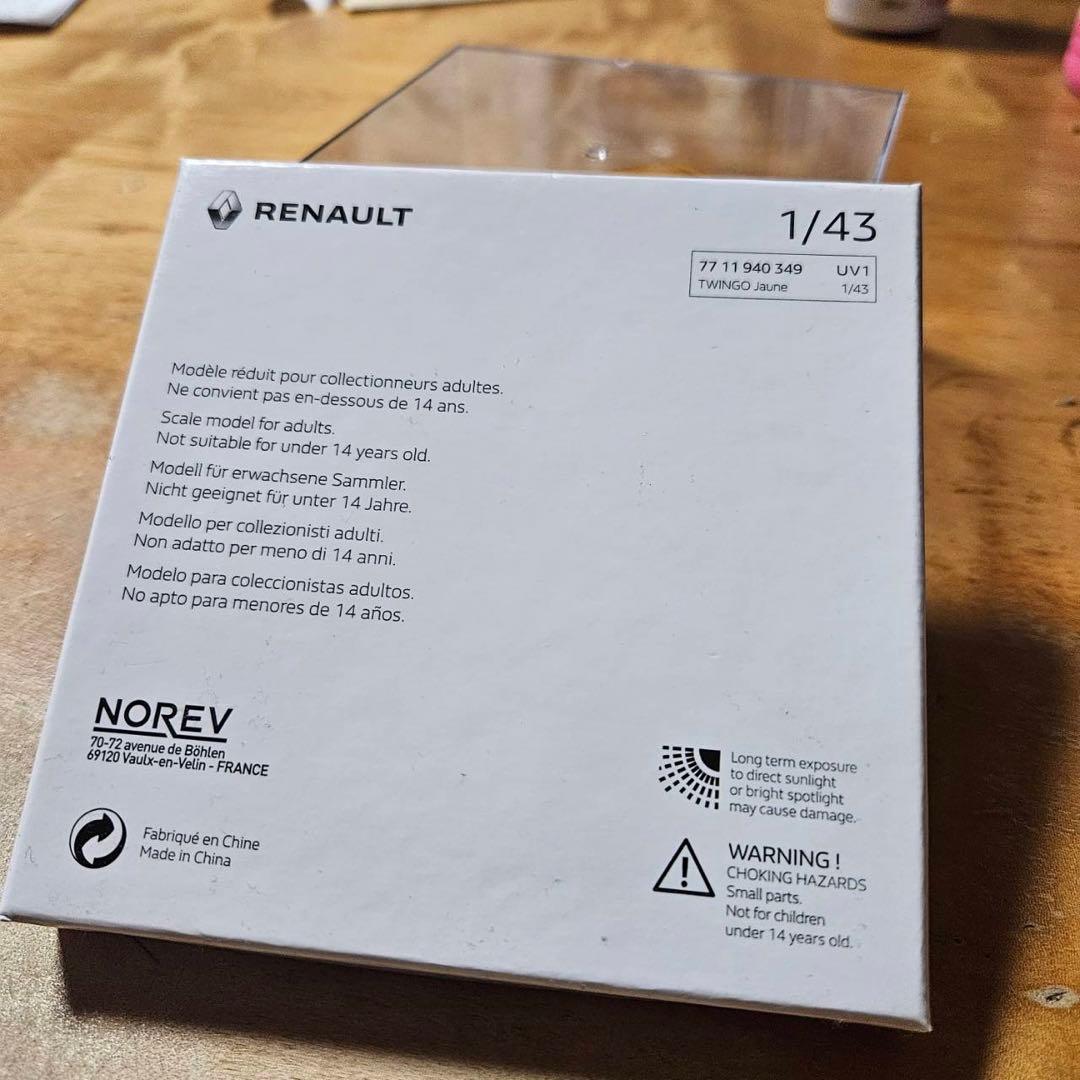 RENAULT
1/43
77 11 940 349 UV1
TWINGO Jaune 1/43
Modèle réduit pour collectionneurs adultes.
Ne convient pas en-dessous de 14 ans.
Scale model for adults.
Not suitable for under 14 years old.
Modell für erwachsene Sammler.
Nicht geeignet für unter 14 Jahre.
Modello per collezionisti adulti.
Non adatto per meno di 14 anni.
Modelo para coleccionistas adultos.
No apto para menores de 14 años.
NOREV
70-72 avenue de Böhlen
69120 Vaulx-en-Velin - FRANCE
Fabriqué en Chine
Made in China
Long term exposure
to direct sunlight
or bright spotlight
may cause damage.
WARNING !
CHOKING HAZARDS
Small parts.
Not for children
under 14 years old.